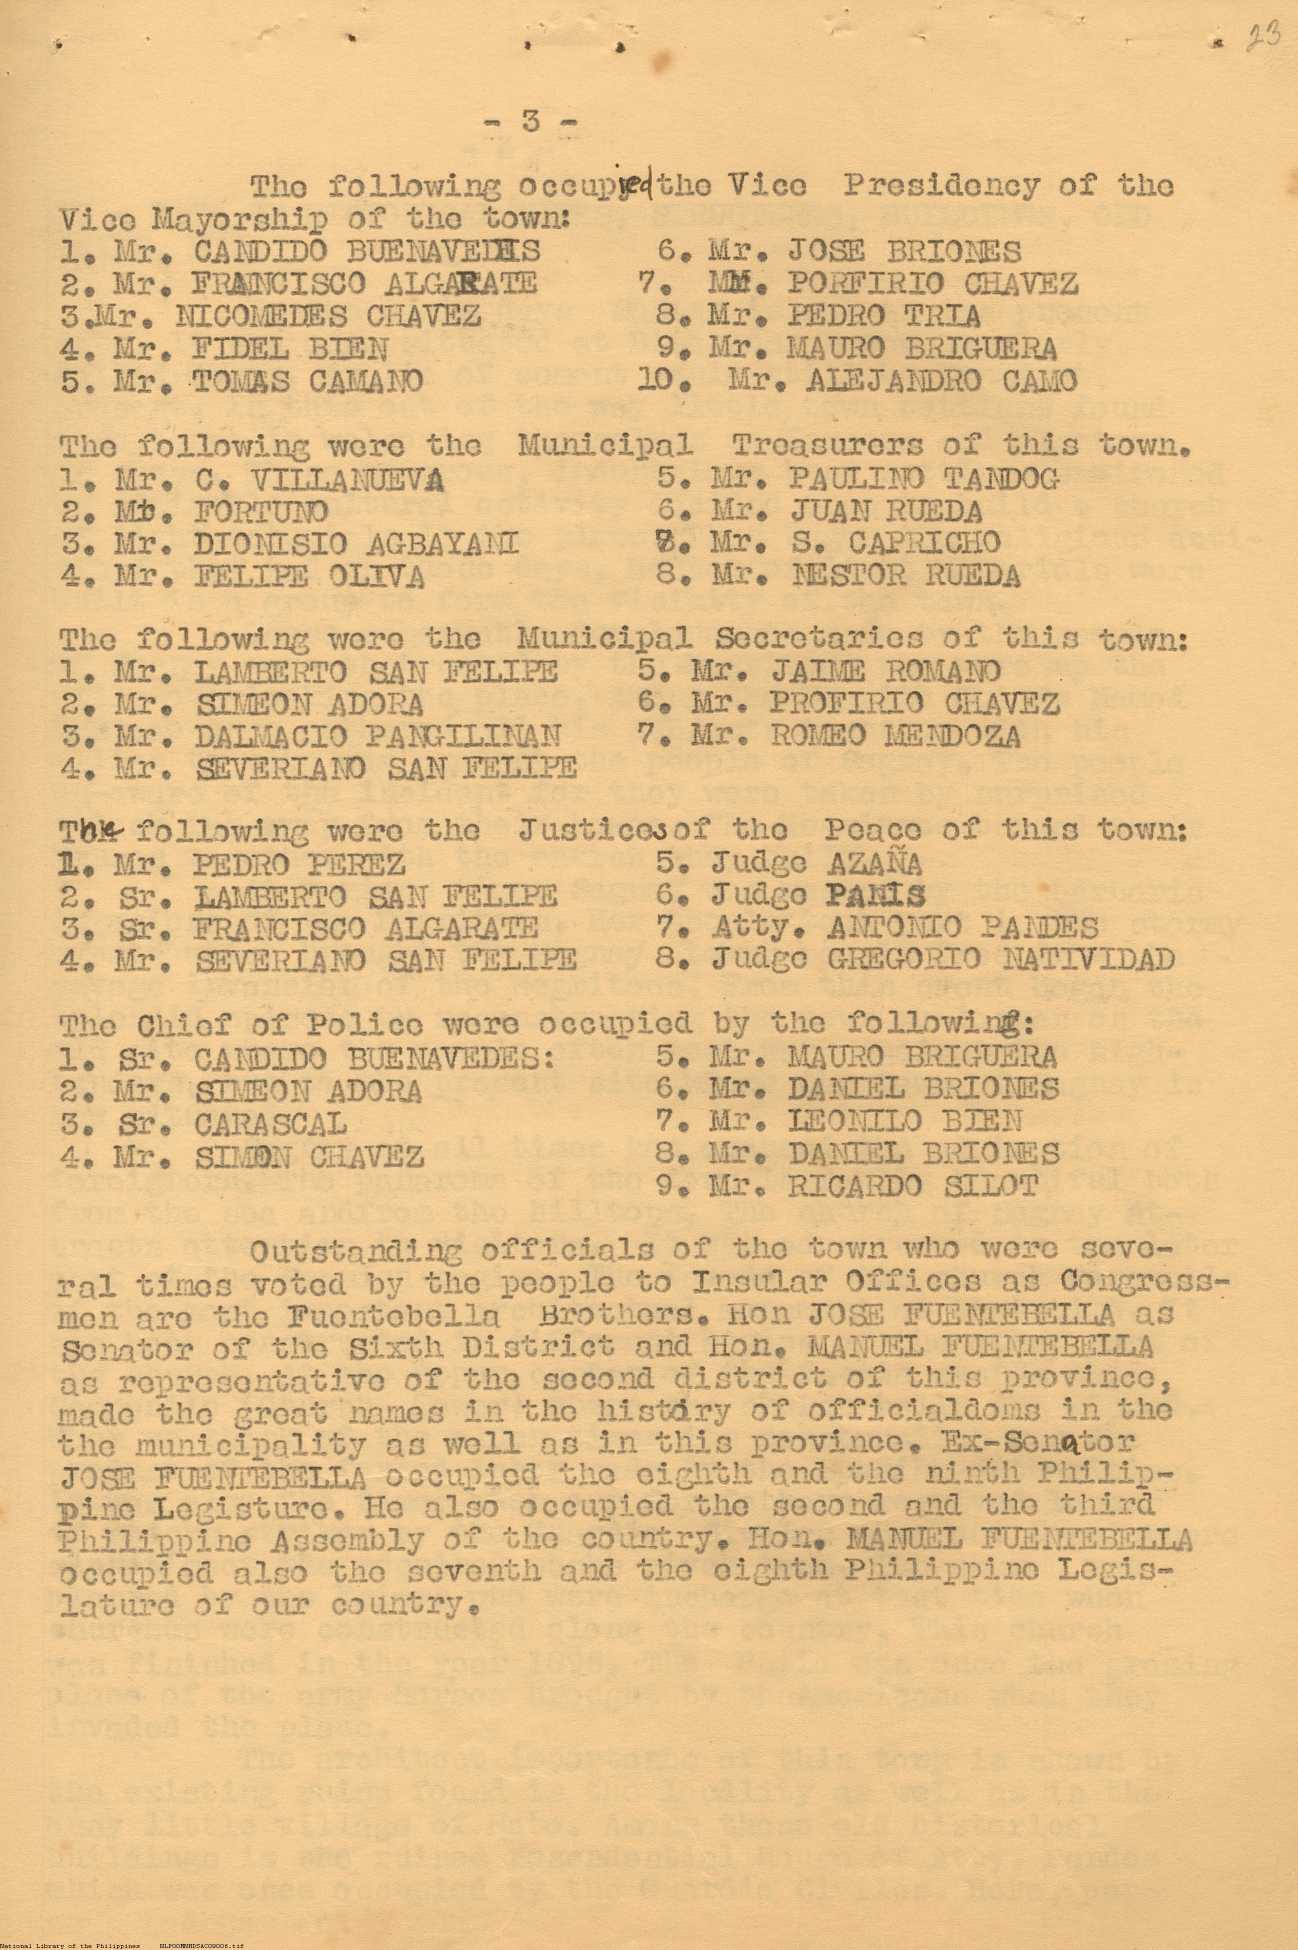 23
- 3 -
The following occupied the Vice Presidency of the
Vice Mayorship of the town:
1. Mr. CANDIDO BUENAVEDES
2. Mr. FRANCISCO ALGARATE
3.Mr. NICOMEDES CHAVEZ
4. Mr. FIDEL BIEN
5. Mr. TOMAS CAMANO
6. Mr. JOSE BRIONES
7. MM. PORFIRIO CHAVEZ
8. Mr. PEDRO TRIA
9. Mr. MAURO BRIGUERA
10. Mr. ALEJANDRO CAMO
The following were the Municipal Treasurers of this town.
1. Mr. C. VILLANUEVA
2. Mr. FORTUNO
3. Mr. DIONISIO AGBAYANI
4. Mr. FELIPE OLIVA
5. Mr. PAULINO TANDOG
6. Mr. JUAN RUEDA
7. Mr. S. CAPRICHO
8. Mr. NESTOR RUEDA
The following were the Municipal Secretaries of this town:
1. Mr. LAMBERTO SAN FELIPE
2. Mr. SIMEON ADORA
3. Mr. DALMACIO PANGILINAN
4. Mr. SEVERIANO SAN FELIPE
5. Mr. JAIME ROMANO
6. Mr. PROFIRIO CHAVEZ
7. Mr. ROMEO MENDOZA
The following were the Justices of the Peace of this town:
1. Mr. PEDRO PEREZ
2. Sr. LAMBERTO SAN FELIPE
3. Sr. FRANCISCO ALGARATE
4. Mr. SEVERIANO SAN FELIPE
5. Judge AZAÑA
6. Judge PANIS
7. Atty. ANTONIO PANDES
8. Judge GREGORIO NATIVIDAD
The Chief of Police were occupied by the following:
1. Sr. CANDIDO BUENAVEDES:
2. Mr. SIMEON ADORA
3. Sr. CARASCAL
4. Mr. SIMON CHAVEZ
5. Mr. MAURO BRIGUERA
6. Mr. DANIEL BRIONES
7. Mr. LEONILO BIEN
8. Mr. DANIEL BRIONES
9. Mr. RICARDO SILOT
Outstanding officials of the town who were seve-
ral times voted by the people to Insular Offices as Congress-
men are the Fuentebella Brothers. Hon JOSE FUENTEBELLA as
Senator of the Sixth District and Hon. MANUEL FUENTEBELLA
as representative of the second district of this province,
made the great names in the history of officialdoms in the
the municipality as well as in this province. Ex-Senator
JOSE FUENTEBELLA occupied the eighth and the ninth Philip-
pine Legisture. He also occupied the second and the third
Philippine Assembly of the country. Hon. MANUEL FUENTEBELLA
occupied also the seventh and the eighth Philippine Legis-
lature of our country.
National Library of the Philippines NLPOOMNHDSAC09006.tif